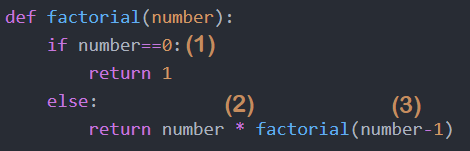 def factorial(number):
    if number==0: (1)
        return 1
    else:
(2) (3)
        return number * factorial(number-1)